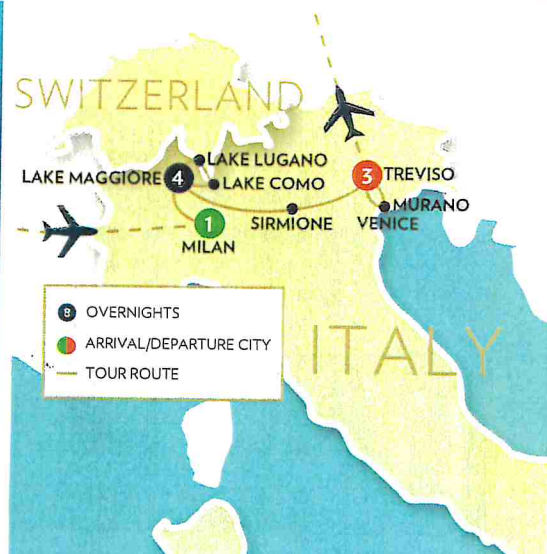 SWITZERLAND
LAKE LUGANO
LAKE MAGGIORE 4 LAKE COMO
3 TREVISO
MURANO
1
SIRMIONE
VENICE
MILAN
8 OVERNIGHTS
ARRIVAL/DEPARTURE CITY
TOUR ROUTE
ITALY